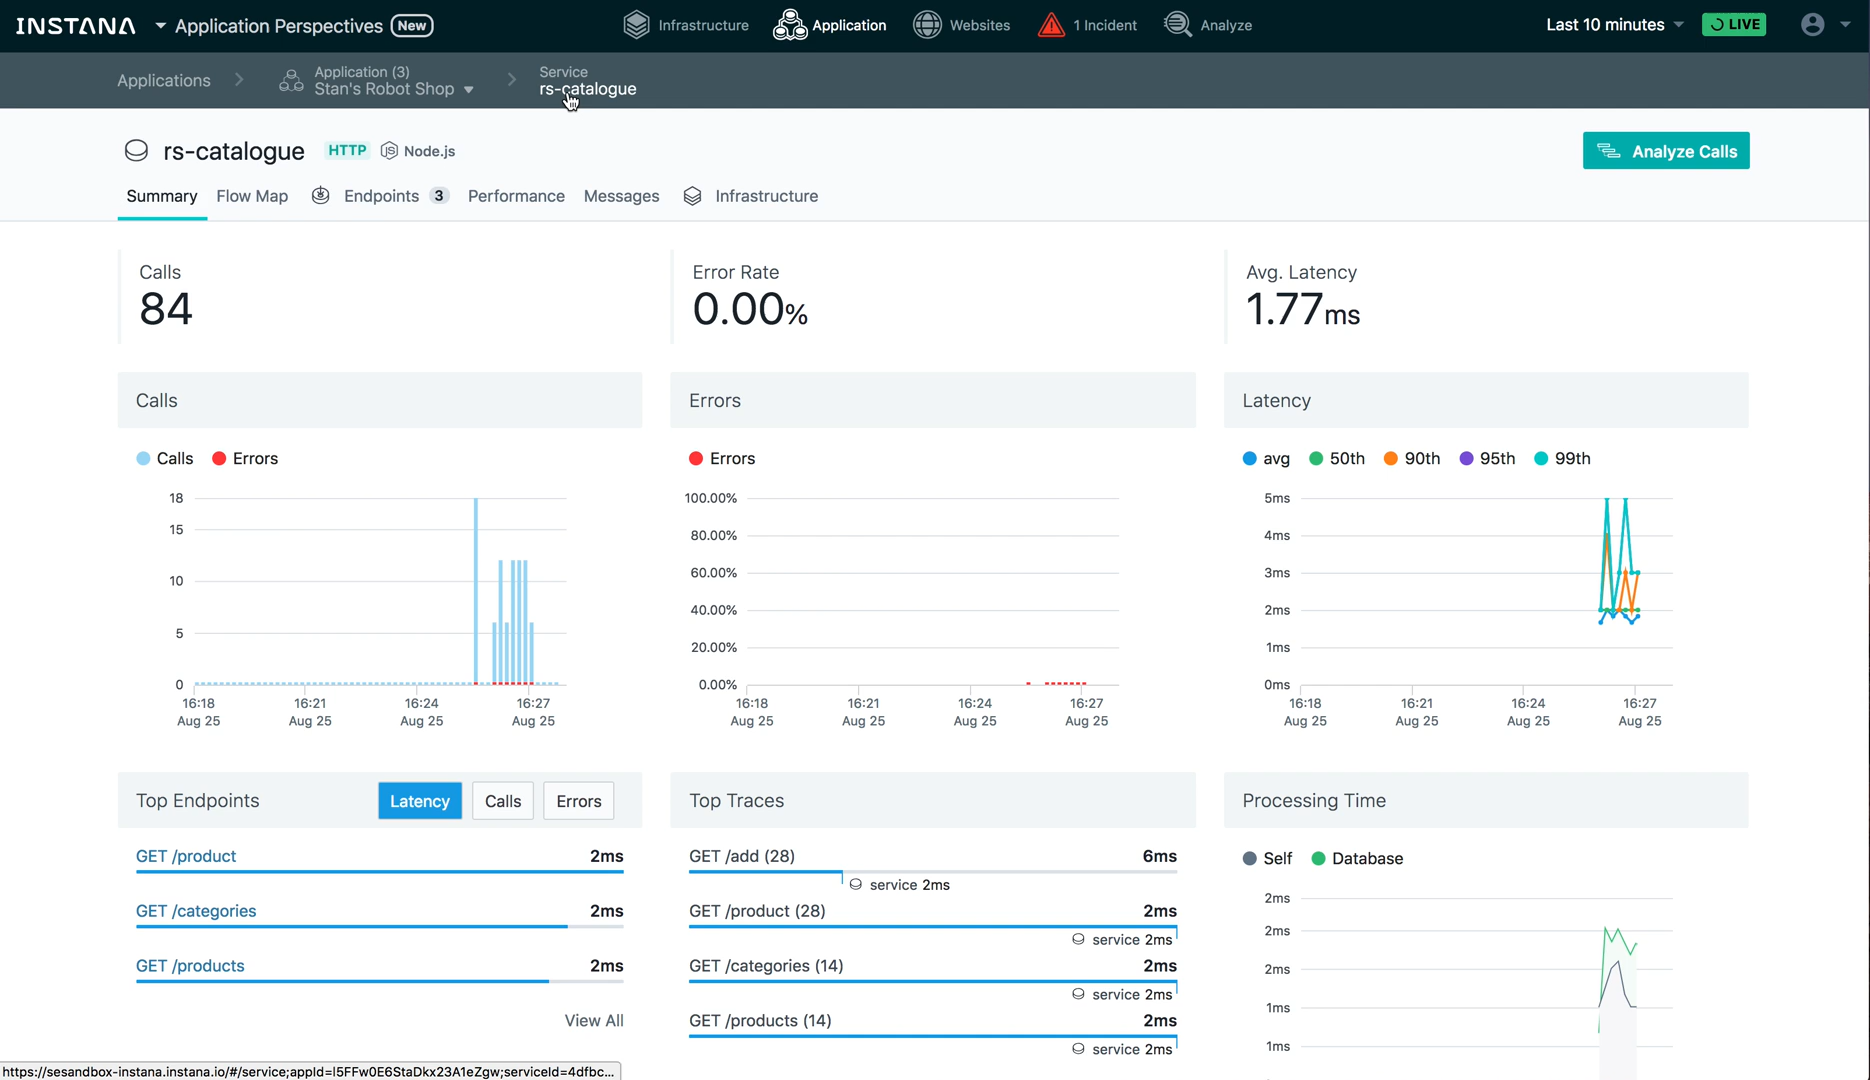 INSTANA
Application Perspectives New
Infrastructure
Application
Websites
1 Incident
Analyze
Last 10 minutes
LIVE
Applications
Application (3)
Stan's Robot Shop
Service
rs-catalogue
rs-catalogue
HTTP
Node.js
Analyze Calls
Summary
Flow Map
Endpoints 3
Performance
Messages
Infrastructure
Calls
84
Error Rate
0.00%
Avg. Latency
1.77ms
Calls
Calls
Errors
18
15
10
5
0
16:18
Aug 25
16:21
Aug 25
16:24
Aug 25
16:27
Aug 25
Errors
Errors
100.00%
80.00%
60.00%
40.00%
20.00%
0.00%
16:18
Aug 25
16:21
Aug 25
16:24
Aug 25
16:27
Aug 25
Latency
avg
50th
90th
95th
99th
5ms
4ms
3ms
2ms
1ms
0ms
16:18
Aug 25
16:21
Aug 25
16:24
Aug 25
16:27
Aug 25
Top Endpoints
Latency
Calls
Errors
GET /product 2ms
GET /categories 2ms
GET /products 2ms
View All
Top Traces
GET /add (28) 6ms
service 2ms
GET /product (28) 2ms
service 2ms
GET /categories (14) 2ms
service 2ms
GET /products (14) 2ms
service 2ms
Processing Time
Self
Database
2ms
2ms
2ms
1ms
1ms
https://sesandbox-instana.instana.io/#/service;appId=I5FFw0E6StaDkx23A1eZgw;serviceId=4dfbc...